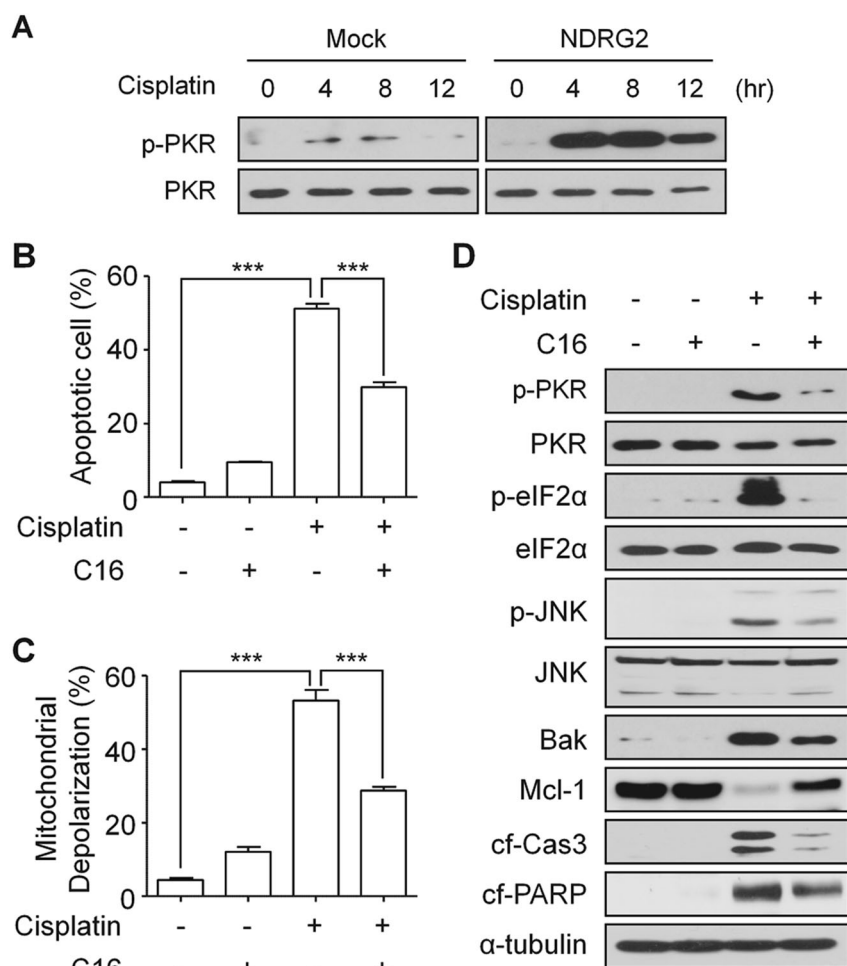 A
Mock NDRG2
Cisplatin 0 4 8 12 0 4 8 12 (hr)
p-PKR
PKR
B
Apoptotic cell (%)
60
40
20
0
*** ***
Cisplatin - - + +
C16 - + - +
C
Mitochondrial
Depolarization (%)
60
40
20
0
*** ***
Cisplatin - - + +
D
Cisplatin - - + +
C16 - + - +
p-PKR
PKR
p-eIF2α
eIF2α
p-JNK
JNK
Bak
Mcl-1
cf-Cas3
cf-PARP
α-tubulin